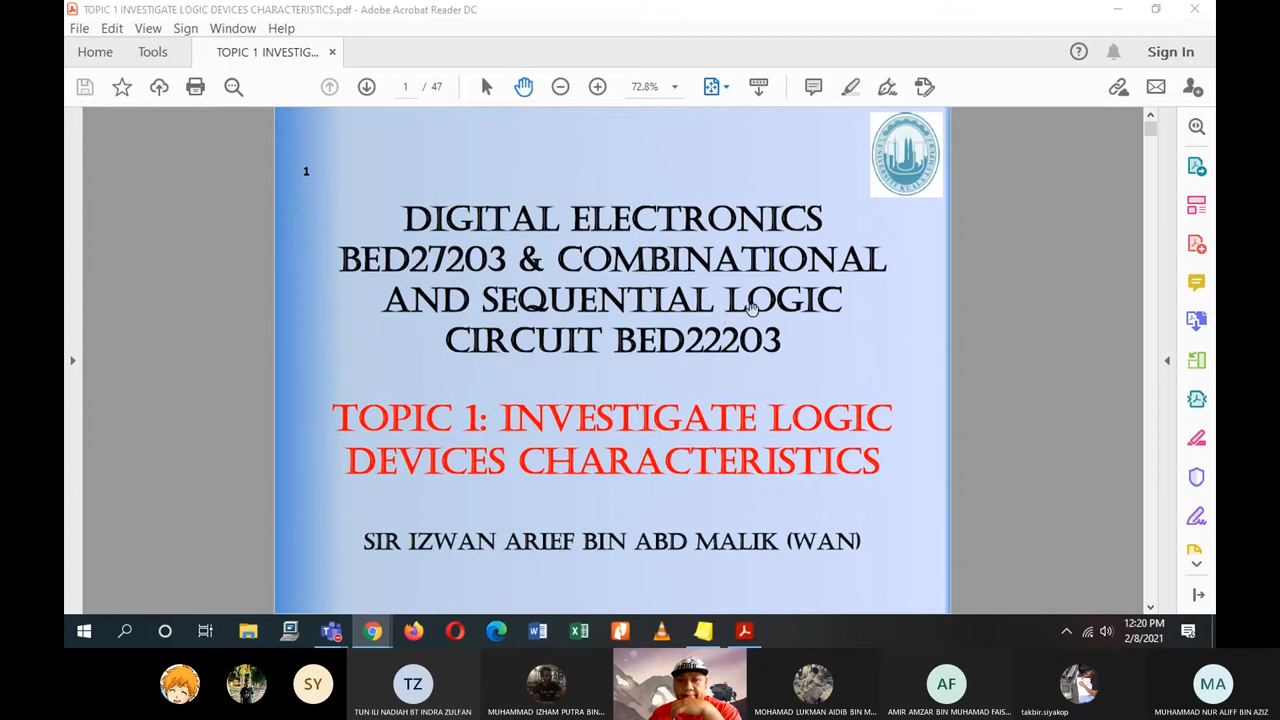 TOPIC 1 INVESTIGATE LOGIC DEVICES CHARACTERISTICS.pdf - Adobe Acrobat Reader DC
File Edit View Sign Window Help
Home Tools TOPIC 1 INVESTIG... × Sign In
1 / 47 72.8%
1
DIGITAL ELECTRONICS
BED27203 & COMBINATIONAL
AND SEQUENTIAL LOGIC
CIRCUIT BED22203
TOPIC 1: INVESTIGATE LOGIC
DEVICES CHARACTERISTICS
SIR IZWAN ARIEF BIN ABD MALIK (WAN)
12:20 PM
2/8/2021
SY TZ AF MA
TUN ILI NADIAH BT INDRA ZULFAN MUHAMMAD IZHAM PUTRA BIN... MOHAMAD LUKMAN AIDIB BIN M... AMIR AMZAR BIN MUHAMAD FAIS... takbir.siyakop MUHAMMAD NUR ALIFF BIN AZIZ